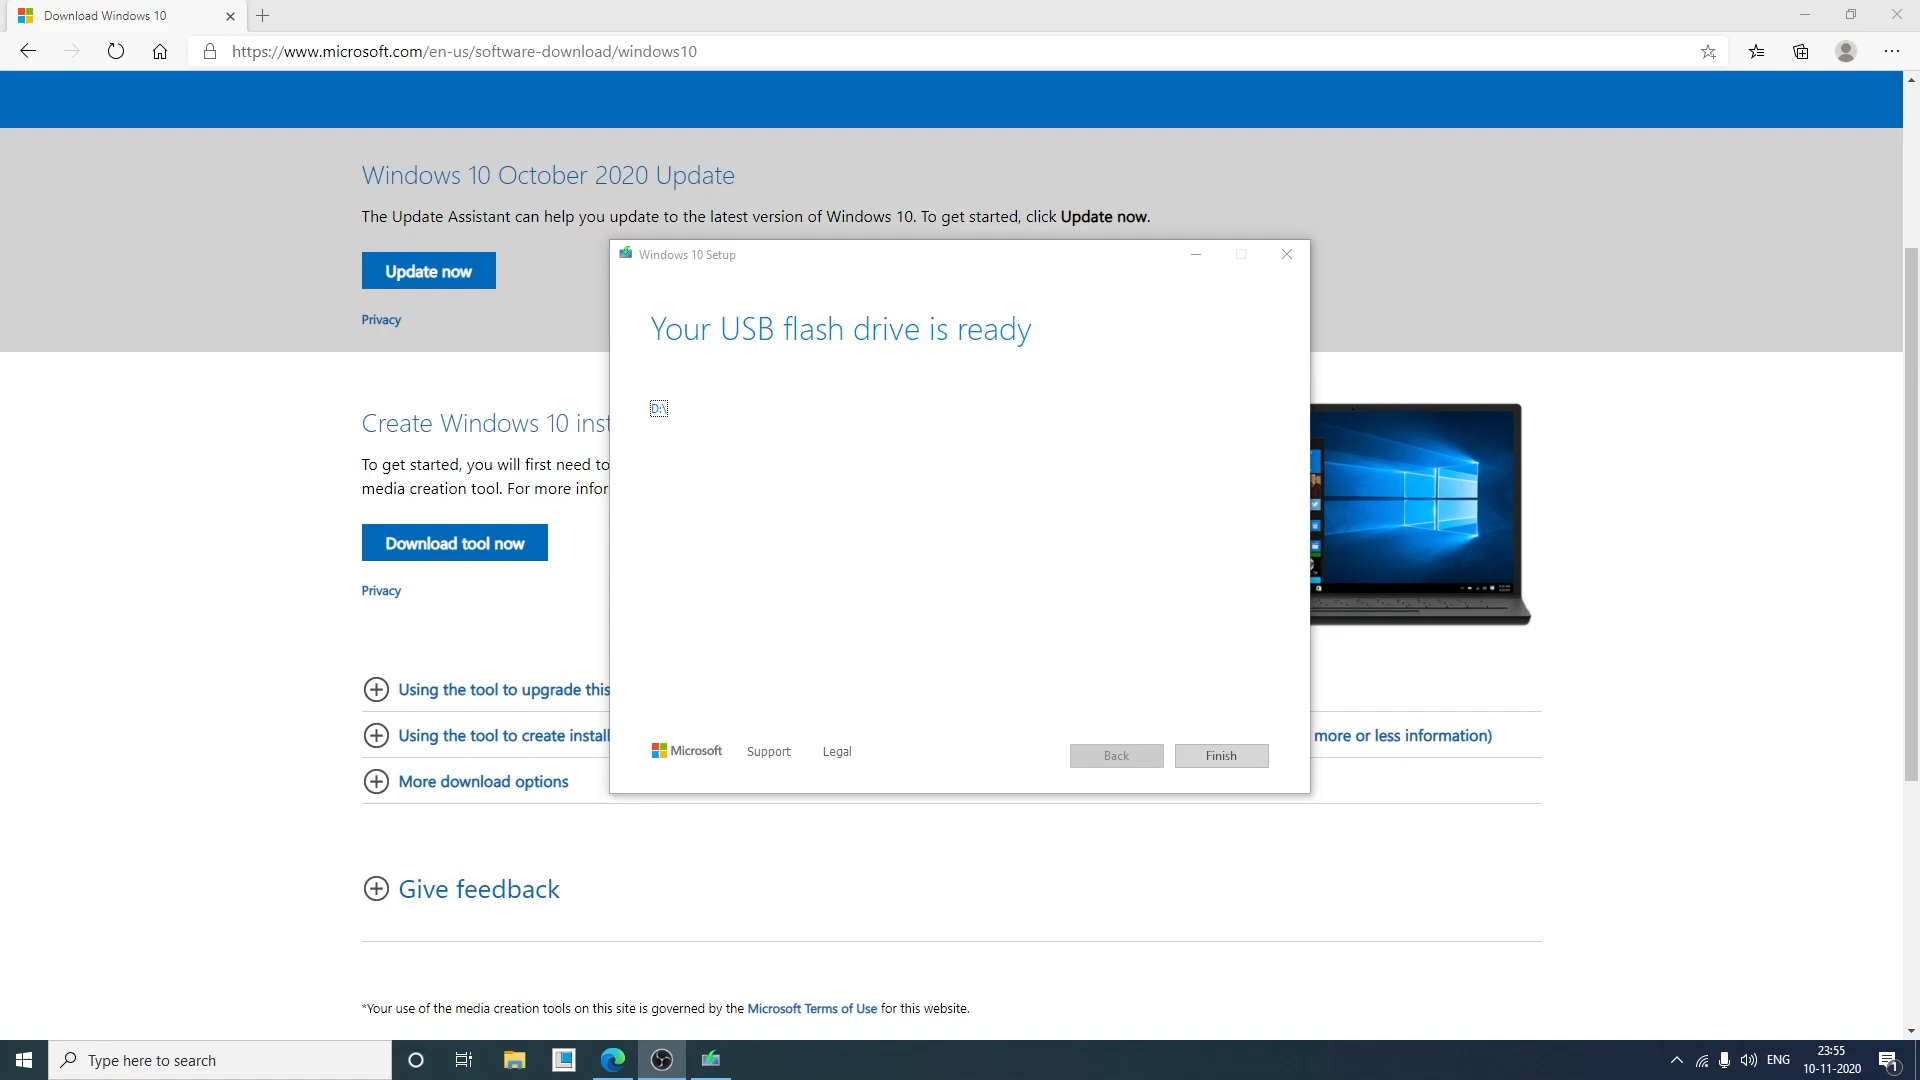 Download Windows 10
https://www.microsoft.com/en-us/software-download/windows10
Windows 10 October 2020 Update
The Update Assistant can help you update to the latest version of Windows 10. To get started, click Update now.
Update now
Privacy
Windows 10 Setup
Your USB flash drive is ready
D:\
Microsoft
Support
Legal
Back
Finish
Create Windows 10 inst
To get started, you will first need to
media creation tool. For more infor
Download tool now
Privacy
Using the tool to upgrade this
Using the tool to create install
more or less information)
More download options
Give feedback
*Your use of the media creation tools on this site is governed by the Microsoft Terms of Use for this website.
Type here to search
ENG
23:55
10-11-2020
1